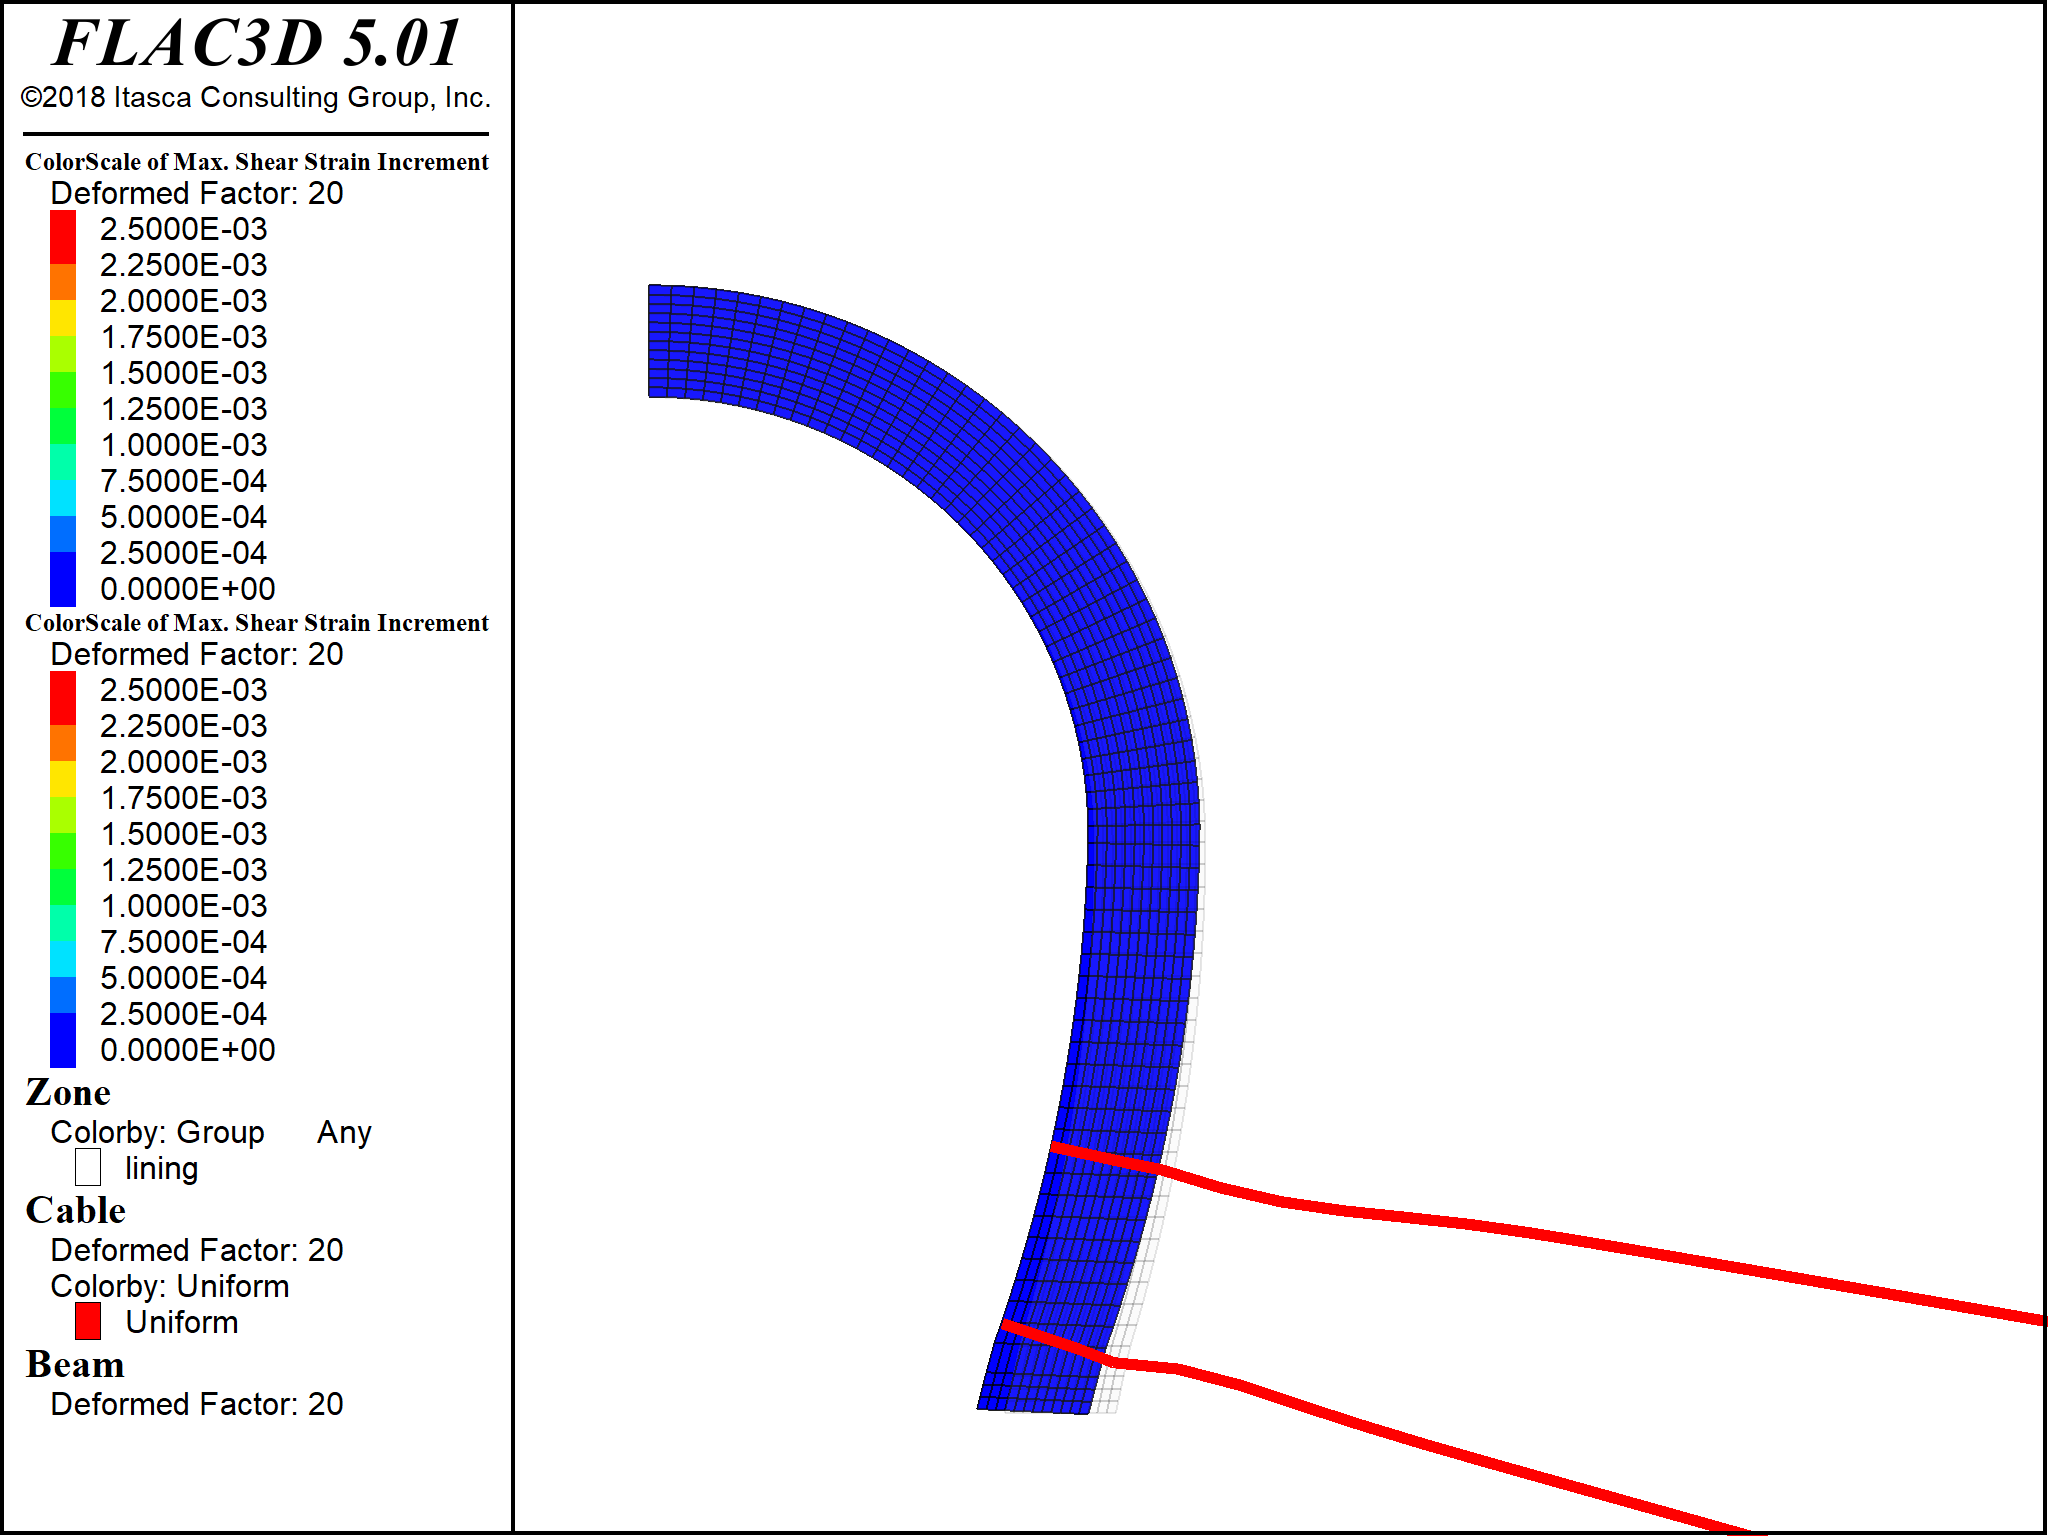 FLAC3D 5.01
©2018 Itasca Consulting Group, Inc.
ColorScale of Max. Shear Strain Increment
Deformed Factor: 20
2.5000E-03
2.2500E-03
2.0000E-03
1.7500E-03
1.5000E-03
1.2500E-03
1.0000E-03
7.5000E-04
5.0000E-04
2.5000E-04
0.0000E+00
ColorScale of Max. Shear Strain Increment
Deformed Factor: 20
2.5000E-03
2.2500E-03
2.0000E-03
1.7500E-03
1.5000E-03
1.2500E-03
1.0000E-03
7.5000E-04
5.0000E-04
2.5000E-04
0.0000E+00
Zone
Colorby: Group Any
lining
Cable
Deformed Factor: 20
Colorby: Uniform
Uniform
Beam
Deformed Factor: 20